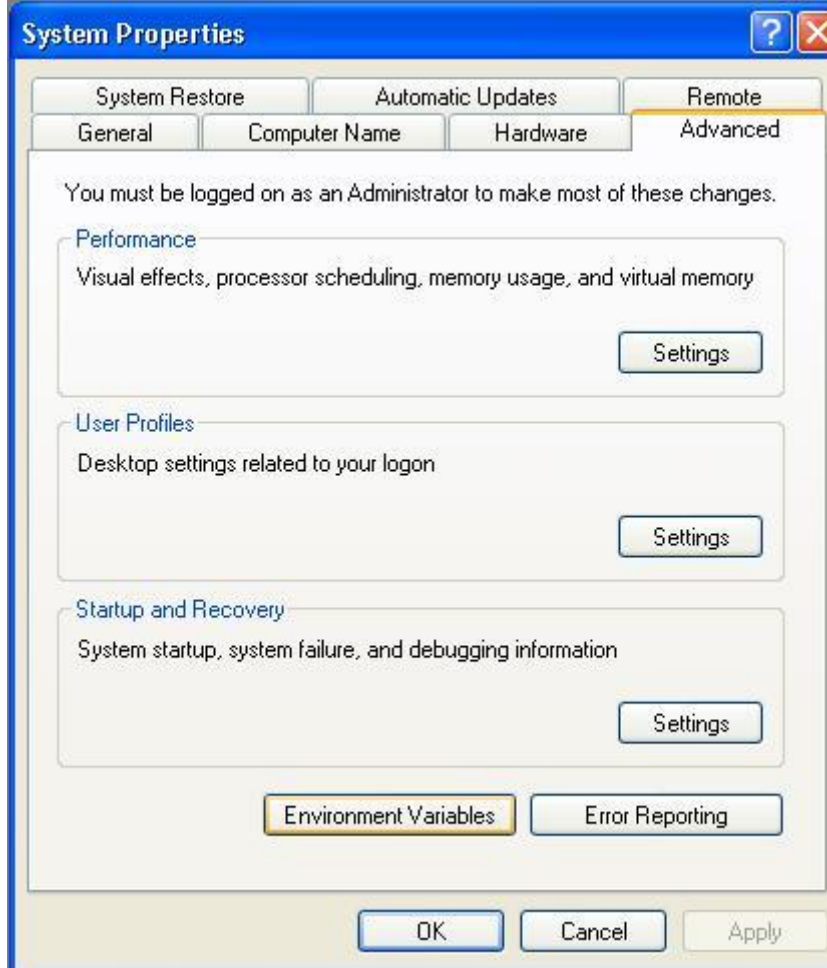 System Properties
System Restore
Automatic Updates
Remote
General
Computer Name
Hardware
Advanced
You must be logged on as an Administrator to make most of these changes.
Performance
Visual effects, processor scheduling, memory usage, and virtual memory
Settings
User Profiles
Desktop settings related to your logon
Settings
Startup and Recovery
System startup, system failure, and debugging information
Settings
Environment Variables
Error Reporting
OK
Cancel
Apply